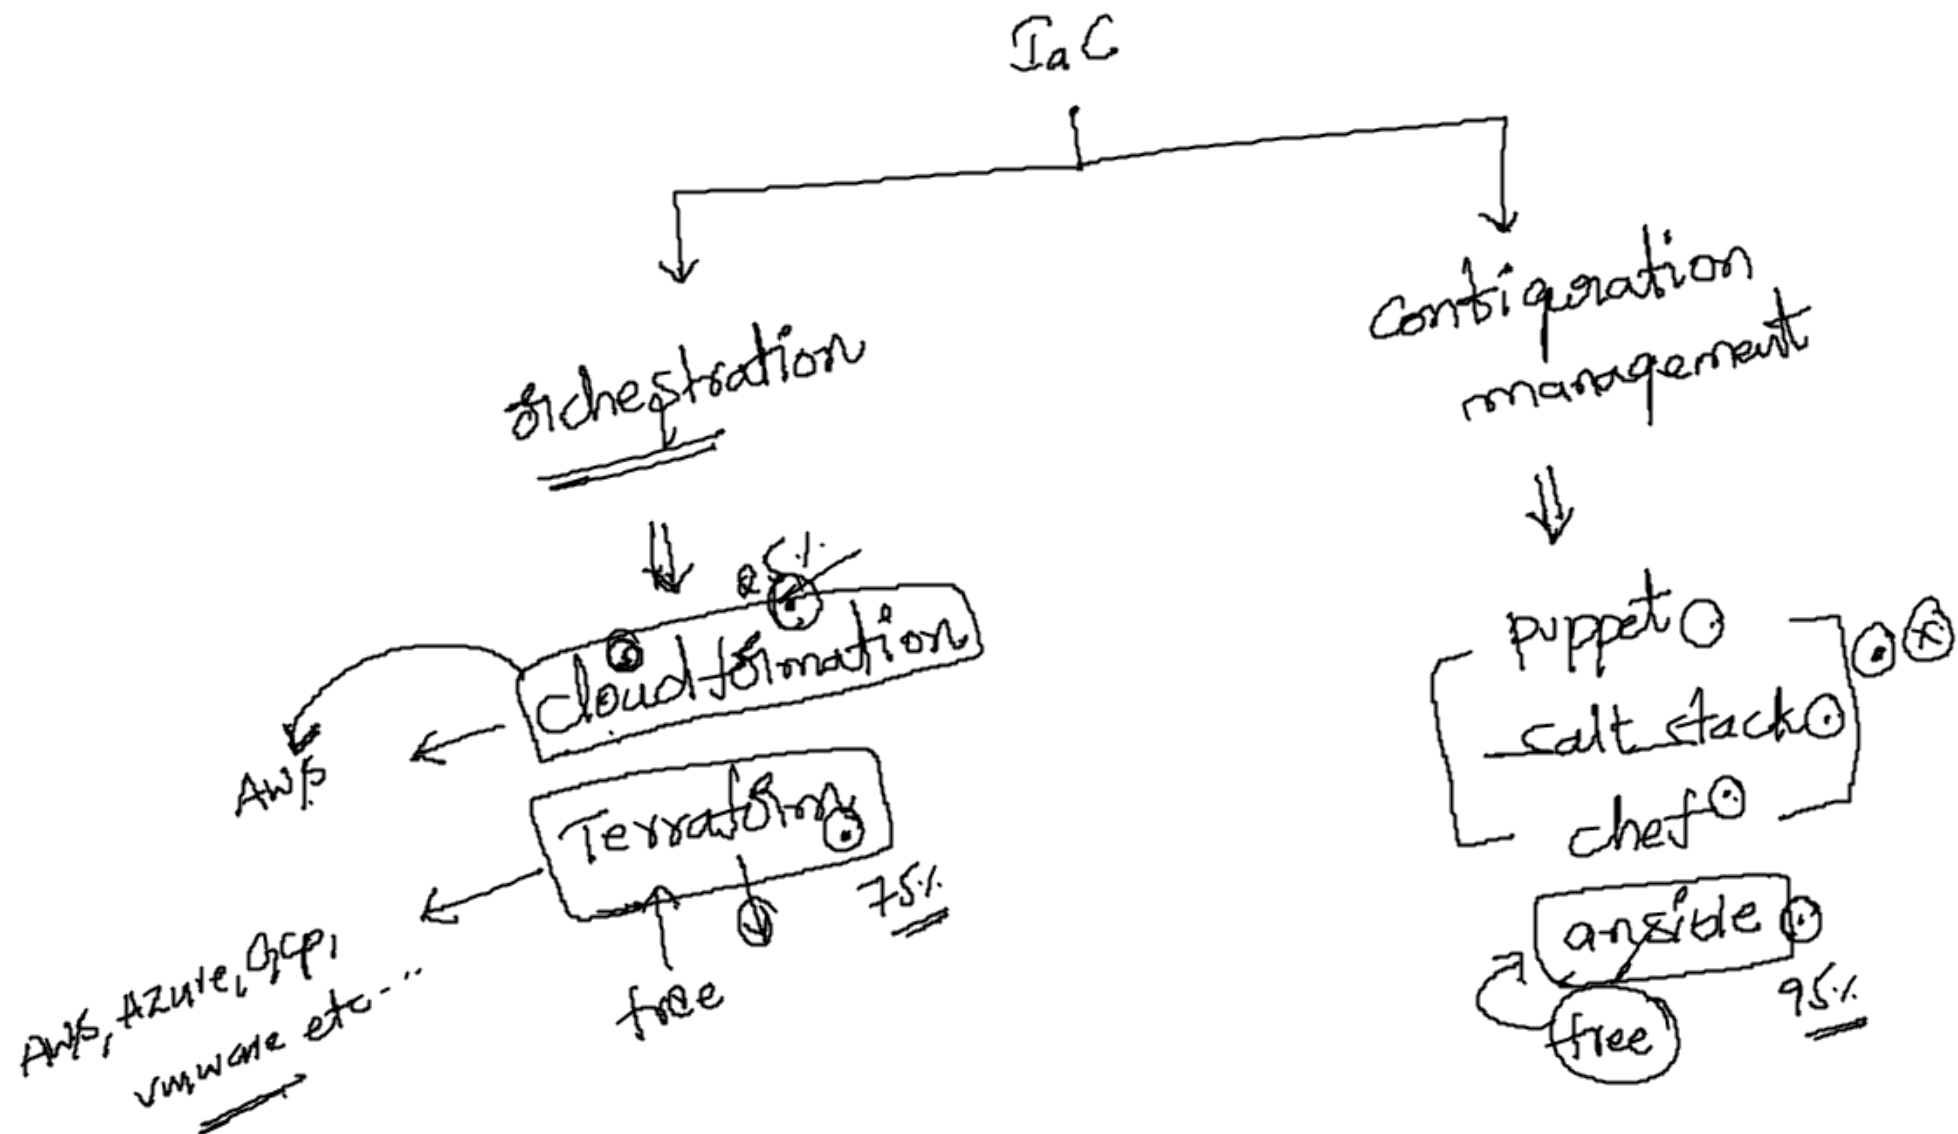 IaC
orchestration
configuration
management
25%
cloudformation
AWS
Terraform
75%
free
AWS, Azure, GCP,
vmware etc...
puppet
salt stack
chef
ansible
95%
free